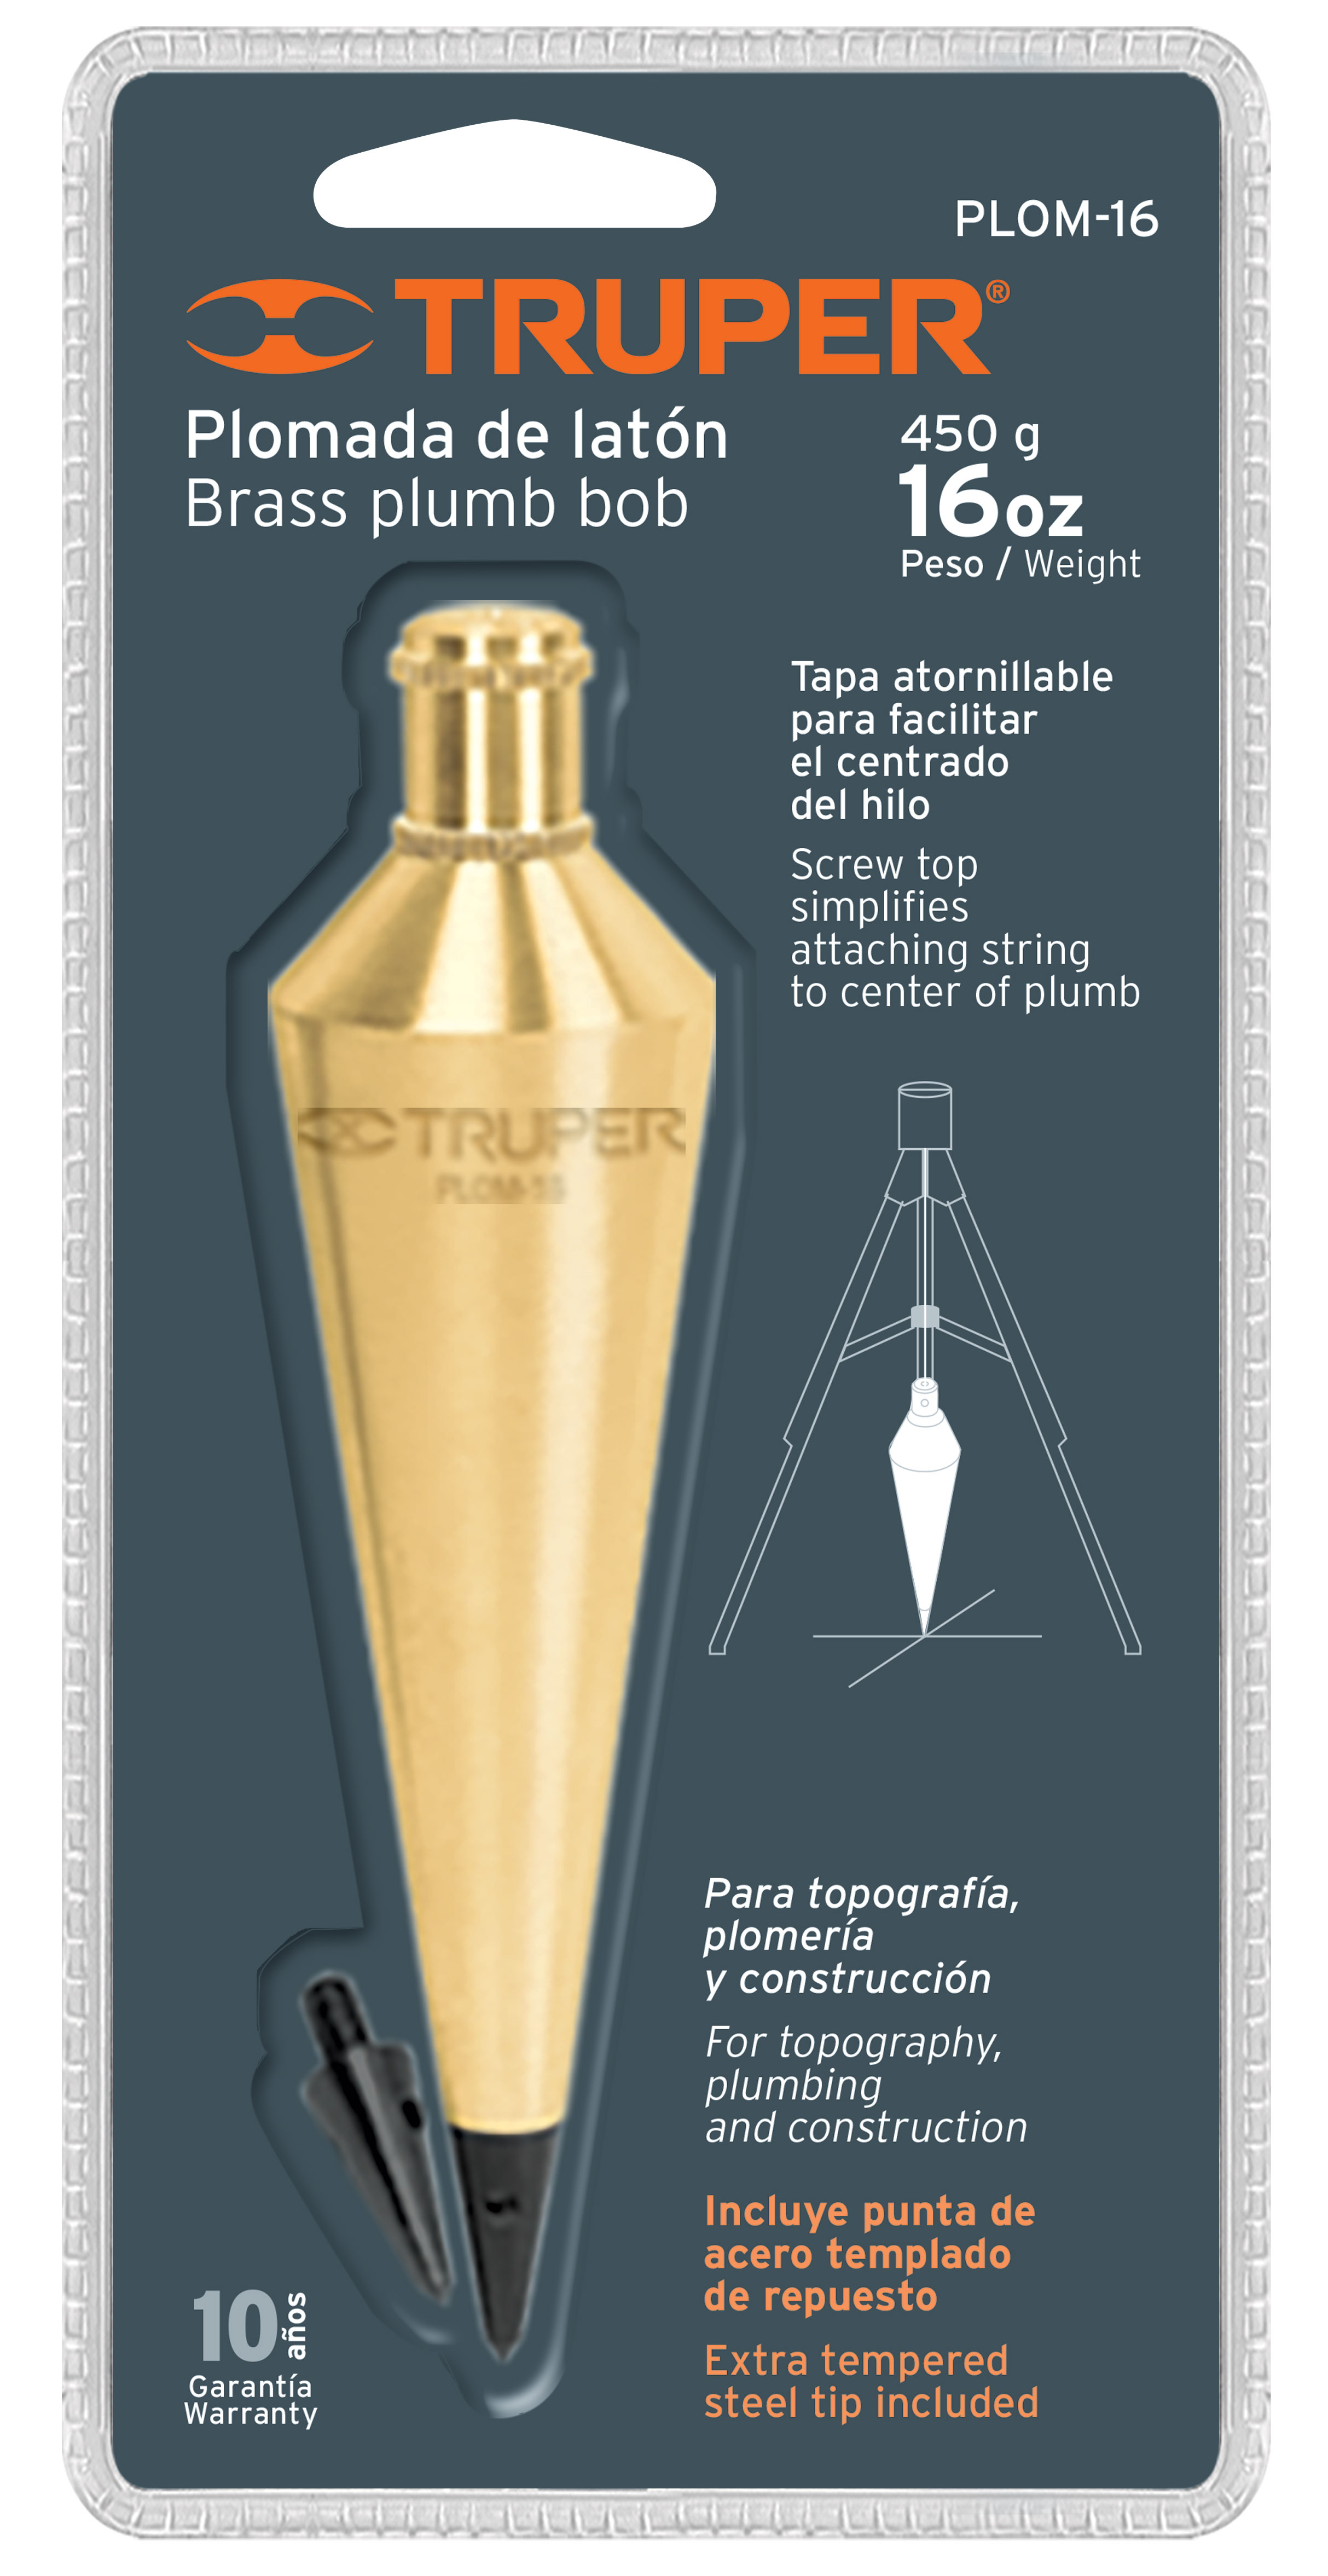 PLOM-16
TRUPER®
Plomada de latón
Brass plumb bob
450 g
16oz
Peso / Weight
Tapa atornillable
para facilitar
el centrado
del hilo
Screw top
simplifies
attaching string
to center of plumb
TRUPER
PLOM-16
Para topografía,
plomería
y construcción
For topography,
plumbing
and construction
Incluye punta de
acero templado
de repuesto
Extra tempered
steel tip included
10 años
Garantía
Warranty